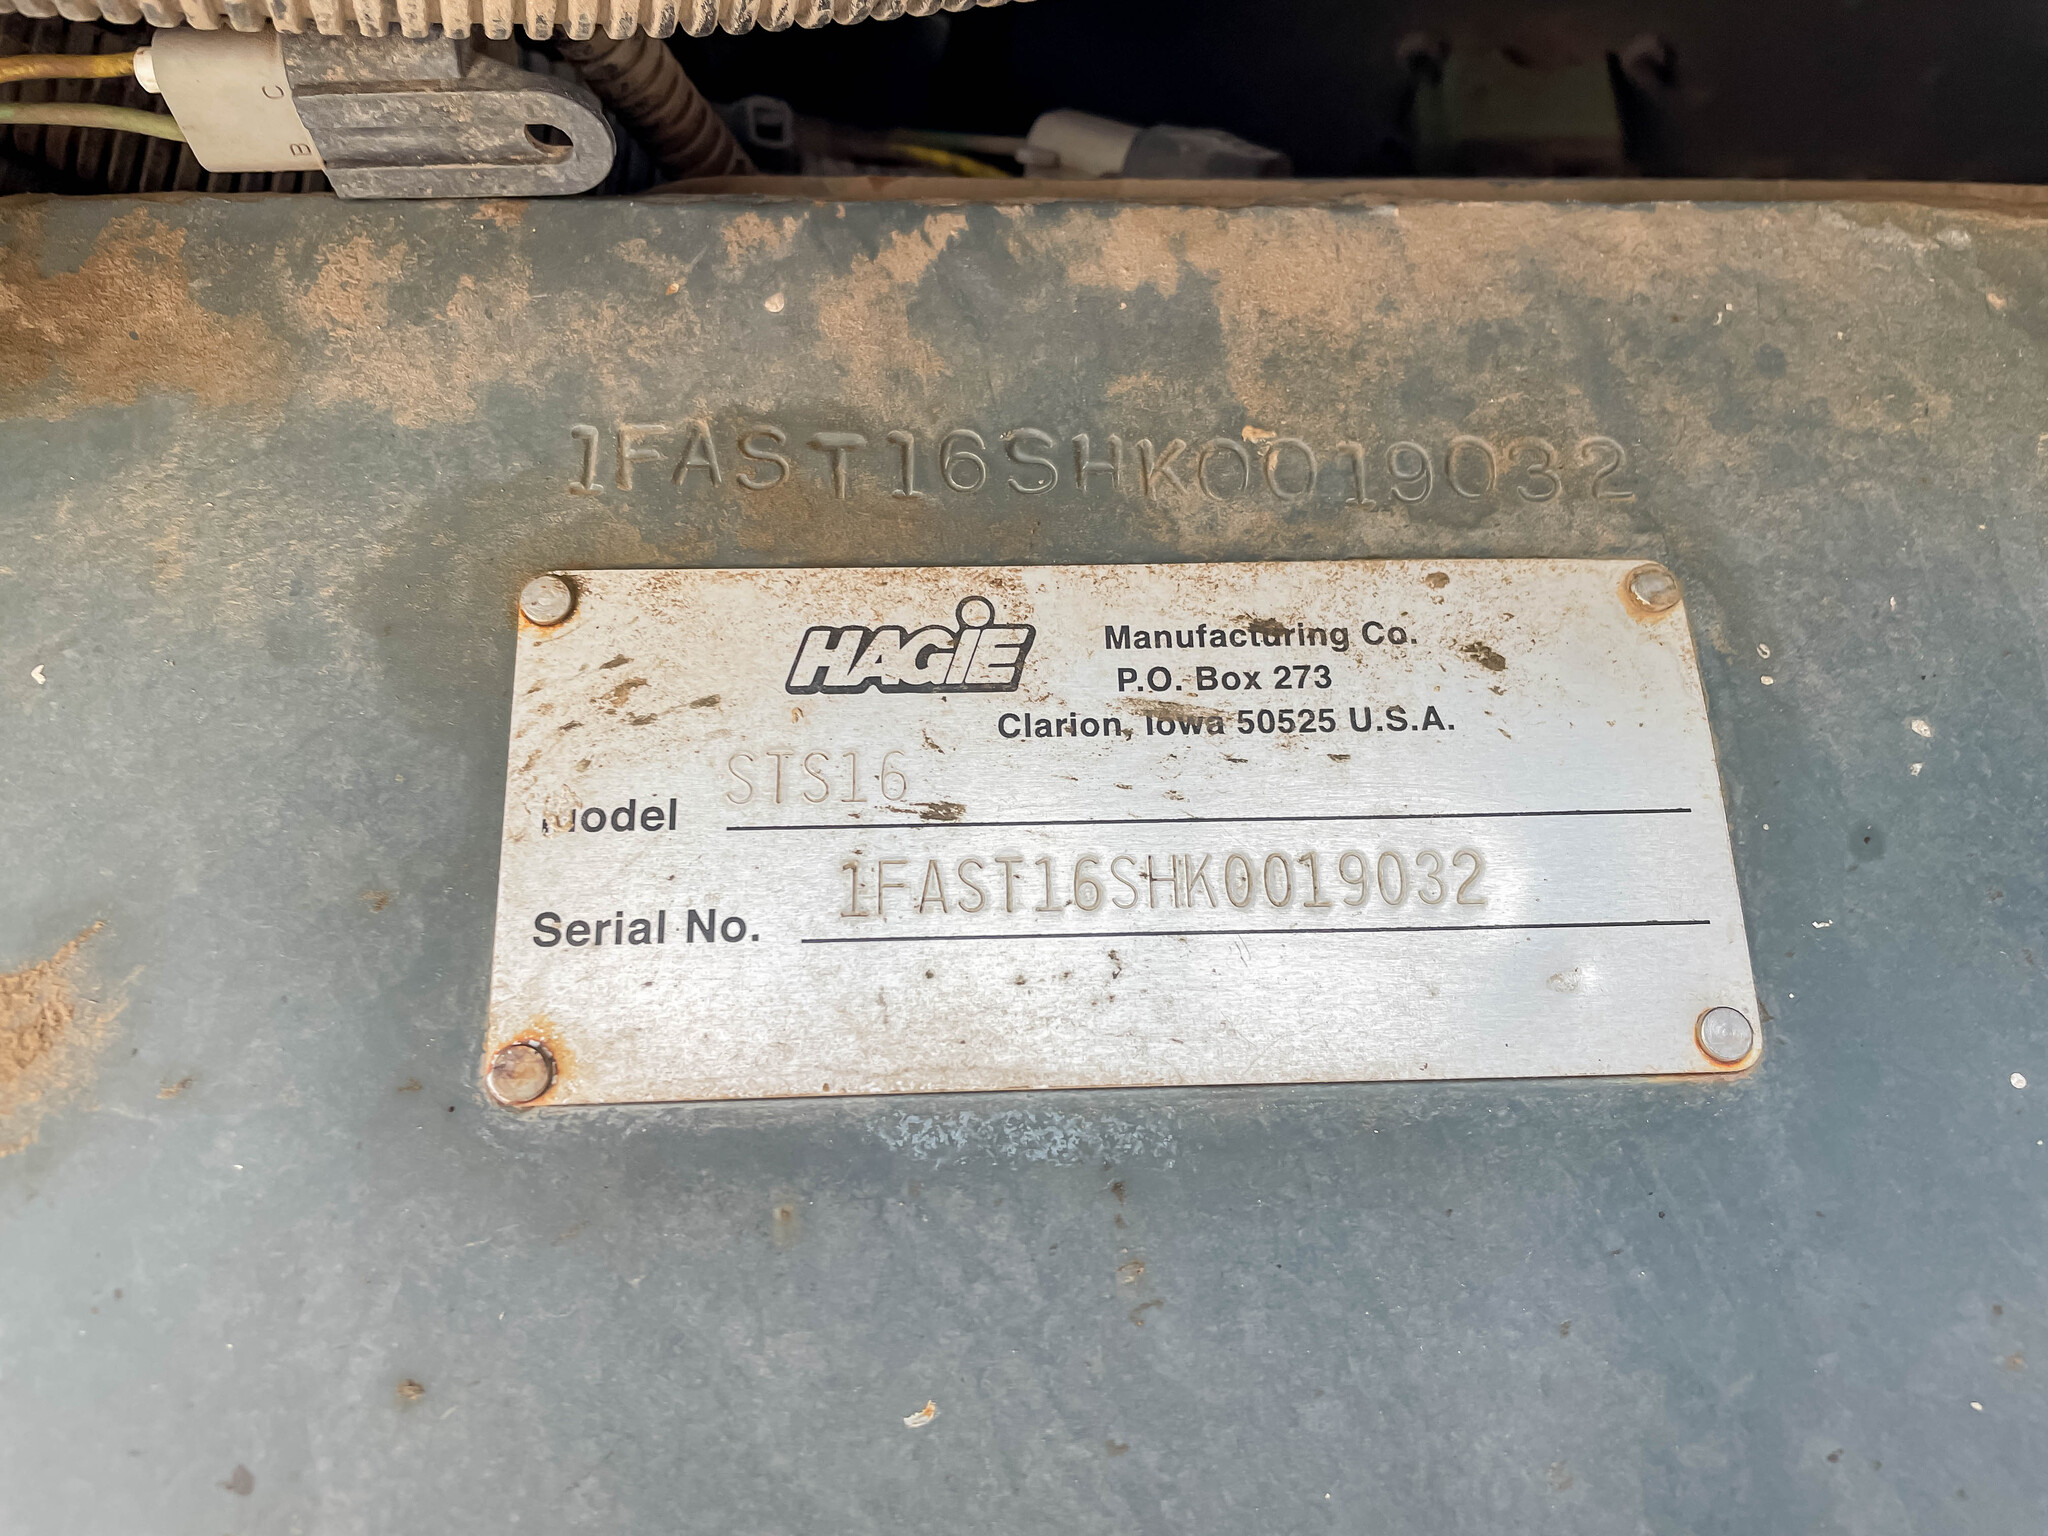 C
B
1FAST16SHK0019032
HAGiE Manufacturing Co.
P.O. Box 273
Clarion, Iowa 50525 U.S.A.
Model STS16
Serial No. 1FAST16SHK0019032